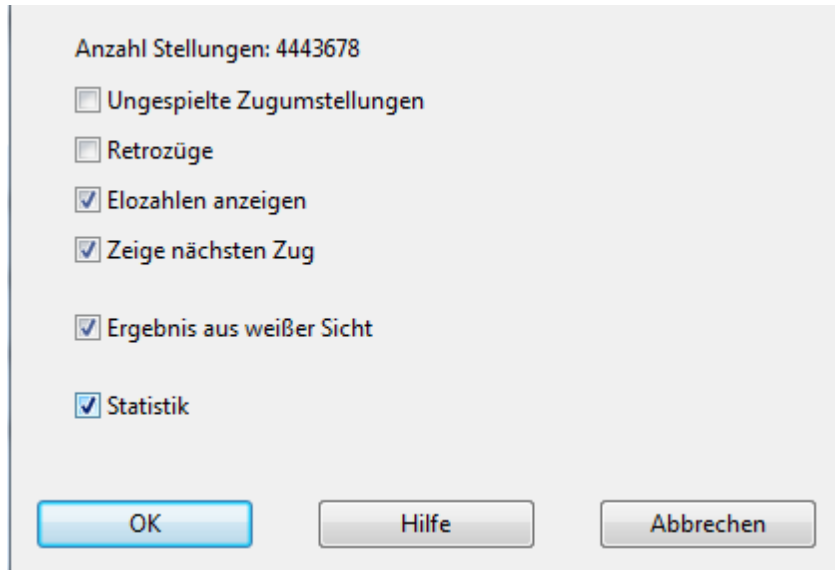 Anzahl Stellungen: 4443678
Ungespielte Zugumstellungen
Retrozüge
Elozahlen anzeigen
Zeige nächsten Zug
Ergebnis aus weißer Sicht
Statistik
OK Hilfe Abbrechen